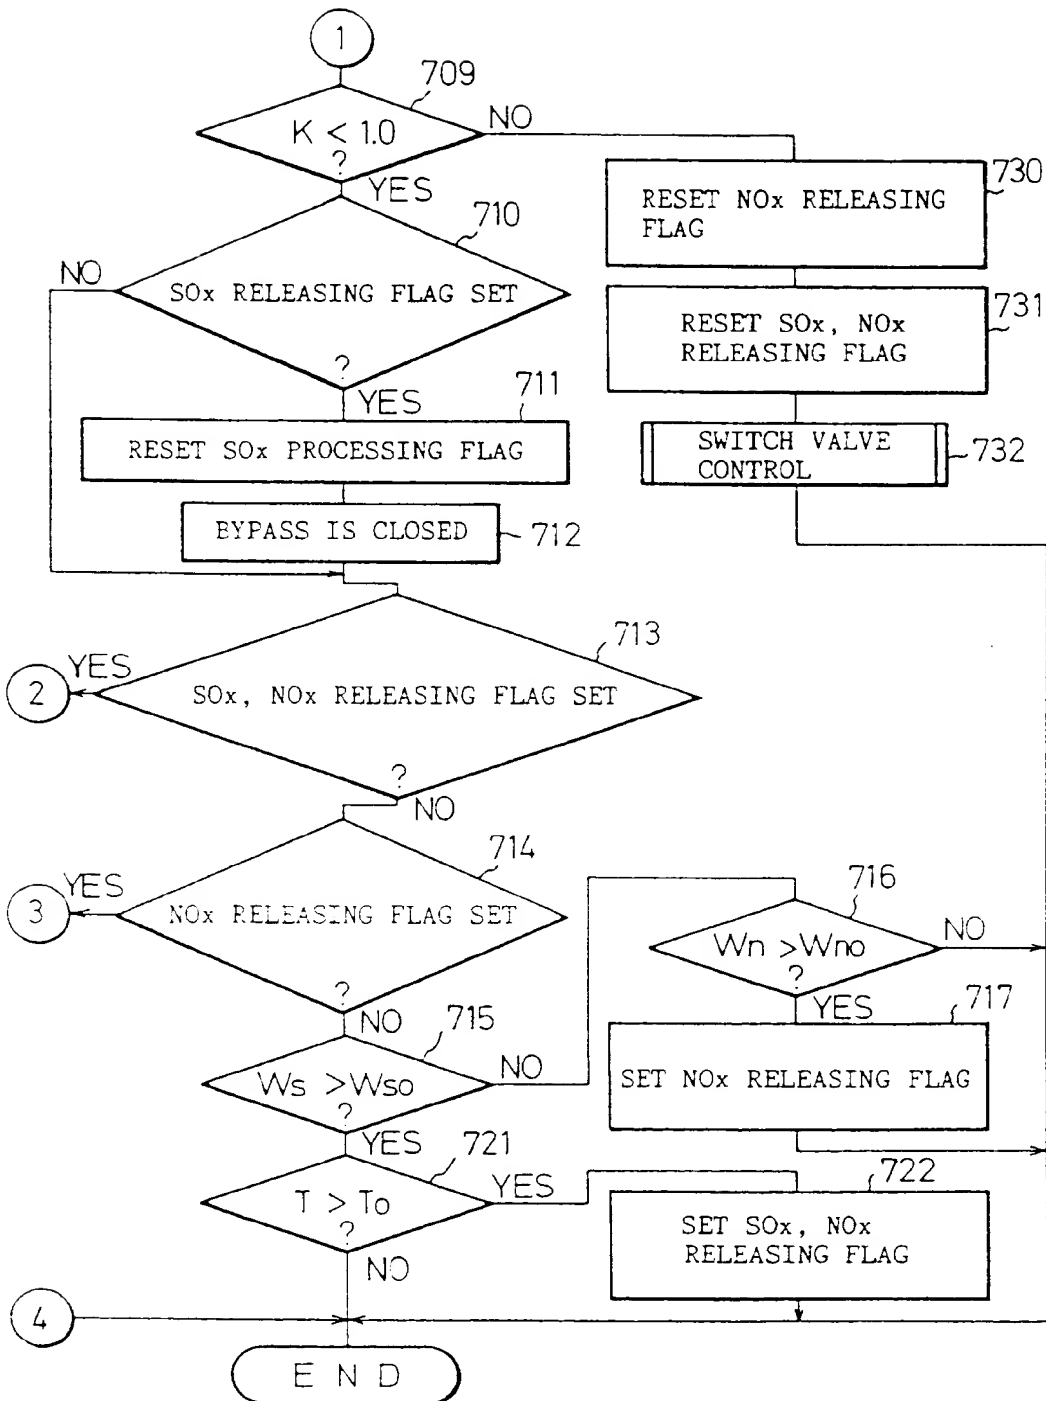 1
709
K < 1.0
?
NO
YES
730
RESET NOx RELEASING
FLAG
710
NO
SOx RELEASING FLAG SET
?
YES
731
RESET SOx, NOx
RELEASING FLAG
711
RESET SOx PROCESSING FLAG
SWITCH VALVE
CONTROL
732
BYPASS IS CLOSED
712
713
YES
2
SOx, NOx RELEASING FLAG SET
?
NO
714
YES
3
NOx RELEASING FLAG SET
?
NO
716
Wn >Wno
?
NO
YES
715
NO
Ws >Wso
?
YES
717
SET NOx RELEASING FLAG
721
YES
T > To
?
NO
722
SET SOx, NOx
RELEASING FLAG
4
END